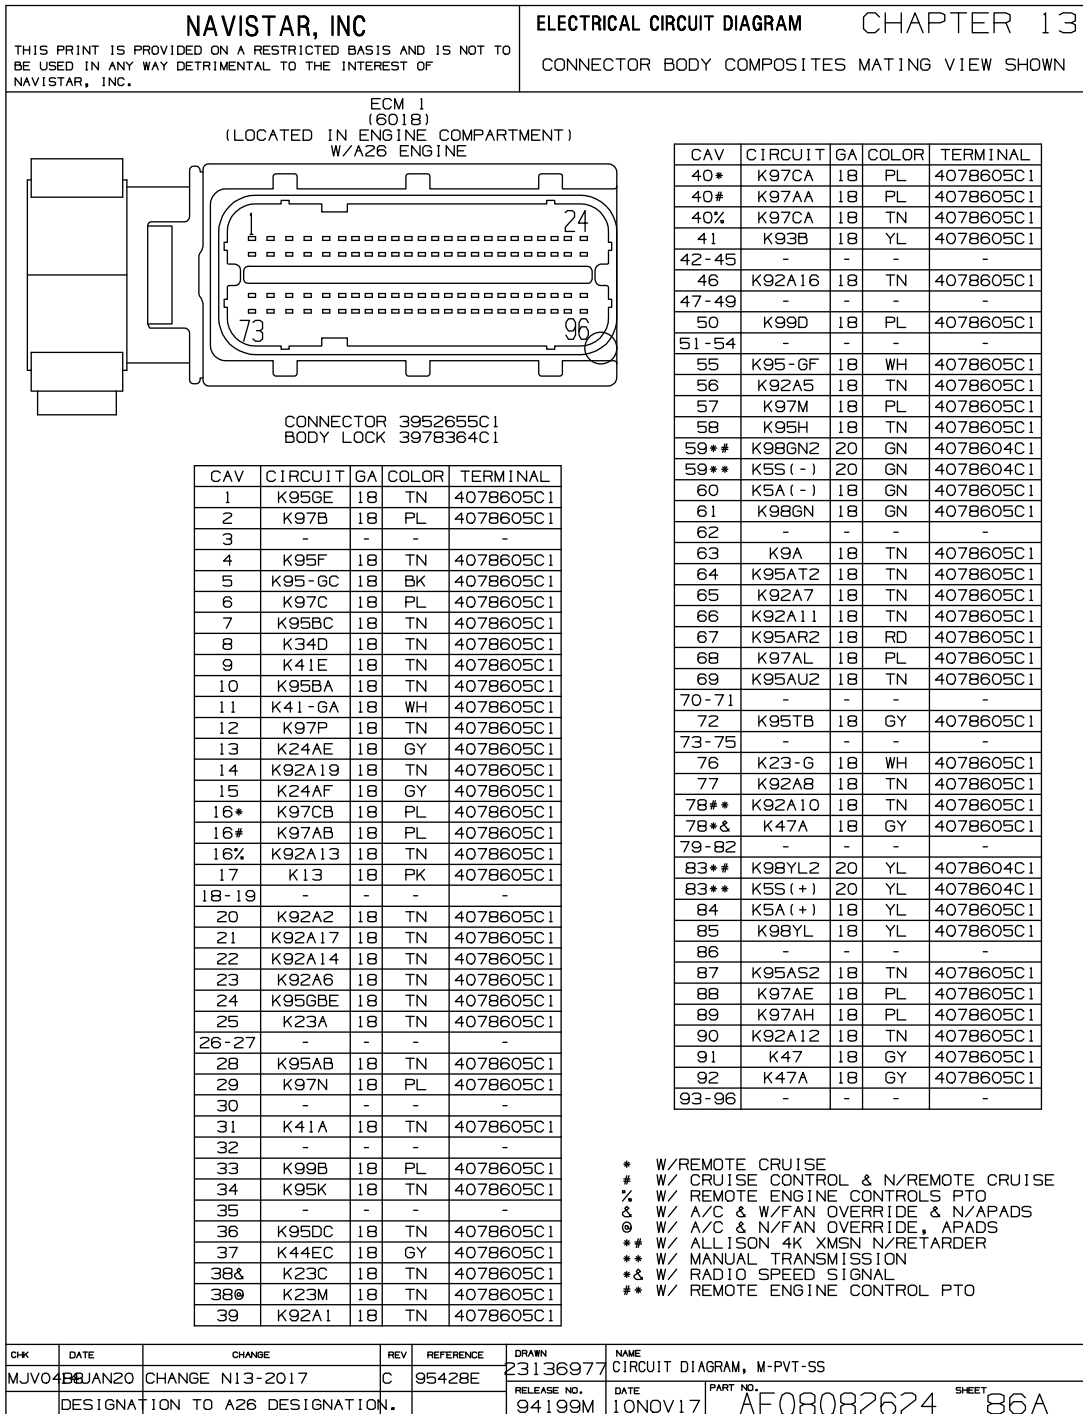 NAVISTAR, INC
THIS PRINT IS PROVIDED ON A RESTRICTED BASIS AND IS NOT TO
BE USED IN ANY WAY DETRIMENTAL TO THE INTEREST OF
NAVISTAR, INC.
ELECTRICAL CIRCUIT DIAGRAM CHAPTER 13
CONNECTOR BODY COMPOSITES MATING VIEW SHOWN
ECM 1
(6018)
(LOCATED IN ENGINE COMPARTMENT)
W/A26 ENGINE
1 24
73 96
CONNECTOR 3952655C1
BODY LOCK 3978364C1
CAV CIRCUIT GA COLOR TERMINAL
1 K95GE 18 TN 4078605C1
2 K97B 18 PL 4078605C1
3 - - - -
4 K95F 18 TN 4078605C1
5 K95-GC 18 BK 4078605C1
6 K97C 18 PL 4078605C1
7 K95BC 18 TN 4078605C1
8 K34D 18 TN 4078605C1
9 K41E 18 TN 4078605C1
10 K95BA 18 TN 4078605C1
11 K41-GA 18 WH 4078605C1
12 K97P 18 TN 4078605C1
13 K24AE 18 GY 4078605C1
14 K92A19 18 TN 4078605C1
15 K24AF 18 GY 4078605C1
16* K97CB 18 PL 4078605C1
16# K97AB 18 PL 4078605C1
16% K92A13 18 TN 4078605C1
17 K13 18 PK 4078605C1
18-19 - - - -
20 K92A2 18 TN 4078605C1
21 K92A17 18 TN 4078605C1
22 K92A14 18 TN 4078605C1
23 K92A6 18 TN 4078605C1
24 K95GBE 18 TN 4078605C1
25 K23A 18 TN 4078605C1
26-27 - - - -
28 K95AB 18 TN 4078605C1
29 K97N 18 PL 4078605C1
30 - - - -
31 K41A 18 TN 4078605C1
32 - - - -
33 K99B 18 PL 4078605C1
34 K95K 18 TN 4078605C1
35 - - - -
36 K95DC 18 TN 4078605C1
37 K44EC 18 GY 4078605C1
38& K23C 18 TN 4078605C1
38@ K23M 18 TN 4078605C1
39 K92A1 18 TN 4078605C1
CAV CIRCUIT GA COLOR TERMINAL
40* K97CA 18 PL 4078605C1
40# K97AA 18 PL 4078605C1
40% K97CA 18 TN 4078605C1
41 K93B 18 YL 4078605C1
42-45 - - - -
46 K92A16 18 TN 4078605C1
47-49 - - - -
50 K99D 18 PL 4078605C1
51-54 - - - -
55 K95-GF 18 WH 4078605C1
56 K92A5 18 TN 4078605C1
57 K97M 18 PL 4078605C1
58 K95H 18 TN 4078605C1
59*# K98GN2 20 GN 4078604C1
59** K5S(-) 20 GN 4078604C1
60 K5A(-) 18 GN 4078605C1
61 K98GN 18 GN 4078605C1
62 - - - -
63 K9A 18 TN 4078605C1
64 K95AT2 18 TN 4078605C1
65 K92A7 18 TN 4078605C1
66 K92A11 18 TN 4078605C1
67 K95AR2 18 RD 4078605C1
68 K97AL 18 PL 4078605C1
69 K95AU2 18 TN 4078605C1
70-71 - - - -
72 K95TB 18 GY 4078605C1
73-75 - - - -
76 K23-G 18 WH 4078605C1
77 K92A8 18 TN 4078605C1
78#* K92A10 18 TN 4078605C1
78*& K47A 18 GY 4078605C1
79-82 - - - -
83*# K98YL2 20 YL 4078604C1
83** K5S(+) 20 YL 4078604C1
84 K5A(+) 18 YL 4078605C1
85 K98YL 18 YL 4078605C1
86 - - - -
87 K95AS2 18 TN 4078605C1
88 K97AE 18 PL 4078605C1
89 K97AH 18 PL 4078605C1
90 K92A12 18 TN 4078605C1
91 K47 18 GY 4078605C1
92 K47A 18 GY 4078605C1
93-96 - - - -
* W/REMOTE CRUISE
# W/ CRUISE CONTROL & N/REMOTE CRUISE
% W/ REMOTE ENGINE CONTROLS PTO
& W/ A/C & W/FAN OVERRIDE & N/APADS
@ W/ A/C & N/FAN OVERRIDE, APADS
*# W/ ALLISON 4K XMSN N/RETARDER
** W/ MANUAL TRANSMISSION
*& W/ RADIO SPEED SIGNAL
#* W/ REMOTE ENGINE CONTROL PTO
CHK DATE CHANGE REV REFERENCE DRAWN NAME
CHANGE N13-2017 C 95428E 23136977 CIRCUIT DIAGRAM, M-PVT-SS
DESIGNATION TO A26 DESIGNATION.
RELEASE NO. DATE PART NO. SHEET
94199M 10NOV17 AF08082624 86A